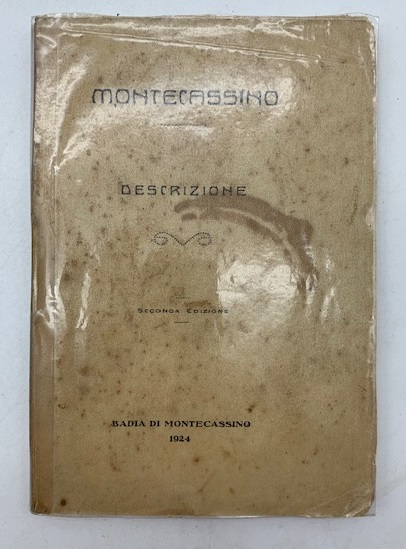 MONTECASSINO
DESCRIZIONE
SECONDA EDIZIONE
BADIA DI MONTECASSINO
1924